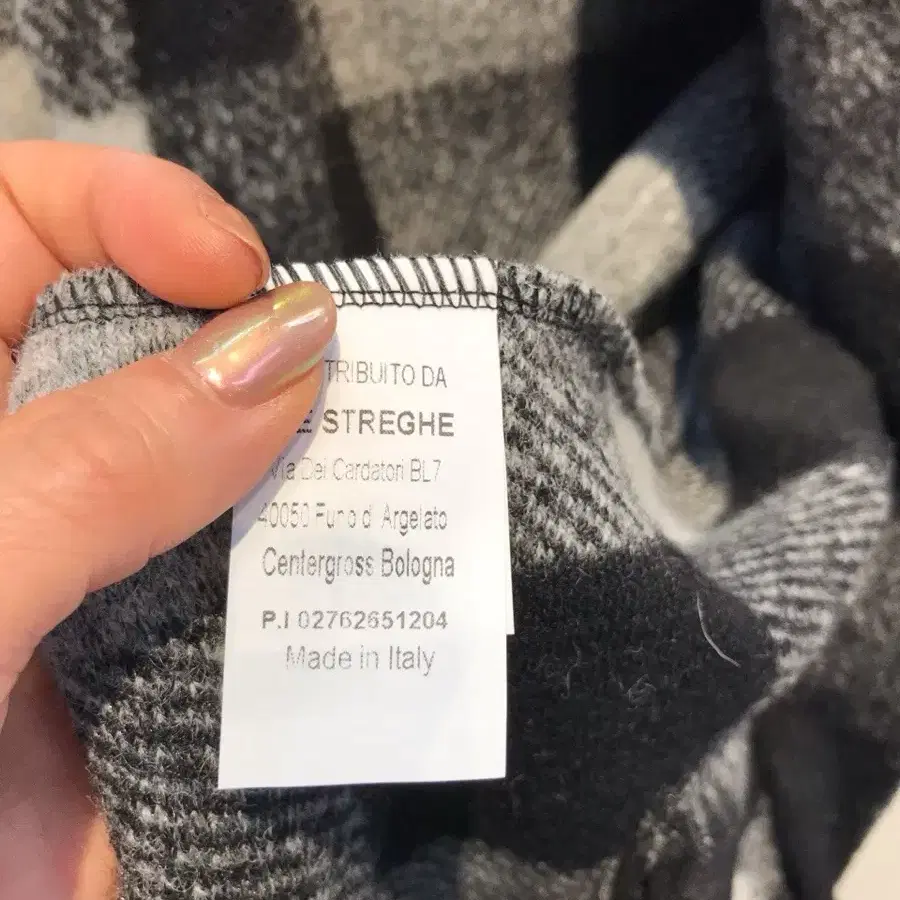 TRIBUITO DA
E STREGHE
Via Dei Cardatori BL7
40050 Funo d Argelato
Centergross Bologna
P.I 02762651204
Made in Italy